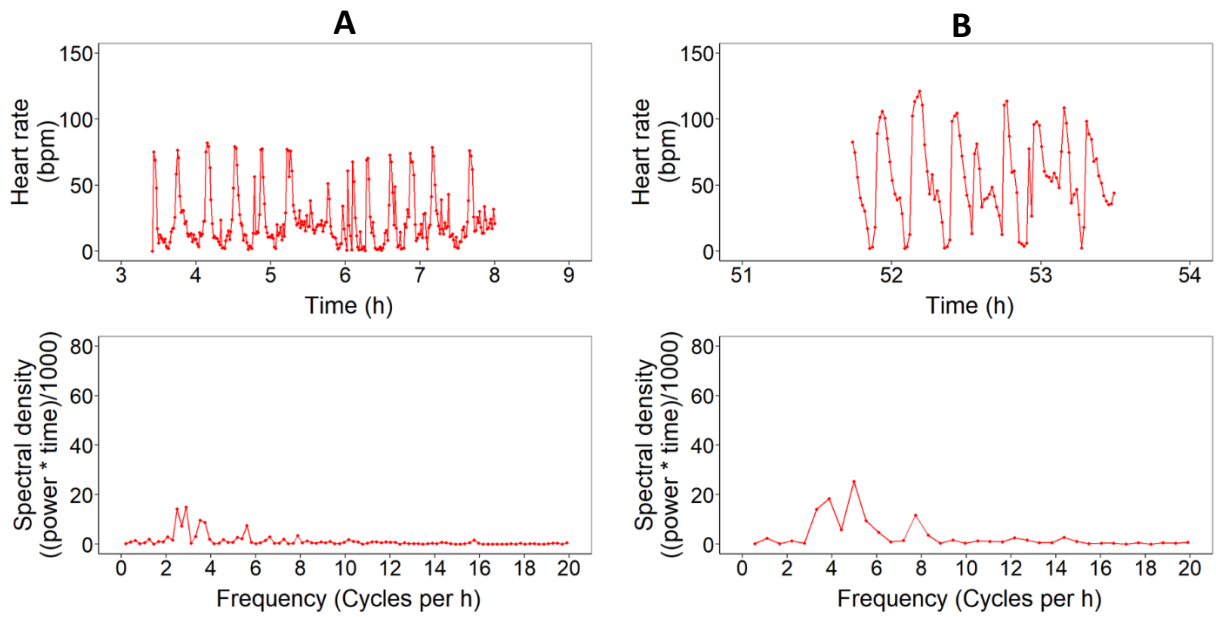 A
B
Heart rate
(bpm)
150
100
50
0
3 4 5 6 7 8 9
Time (h)
Heart rate
(bpm)
150
100
50
0
51 52 53 54
Time (h)
Spectral density
((power * time)/1000)
80
60
40
20
0
0 2 4 6 8 10 12 14 16 18 20
Frequency (Cycles per h)
Spectral density
((power * time)/1000)
80
60
40
20
0
0 2 4 6 8 10 12 14 16 18 20
Frequency (Cycles per h)